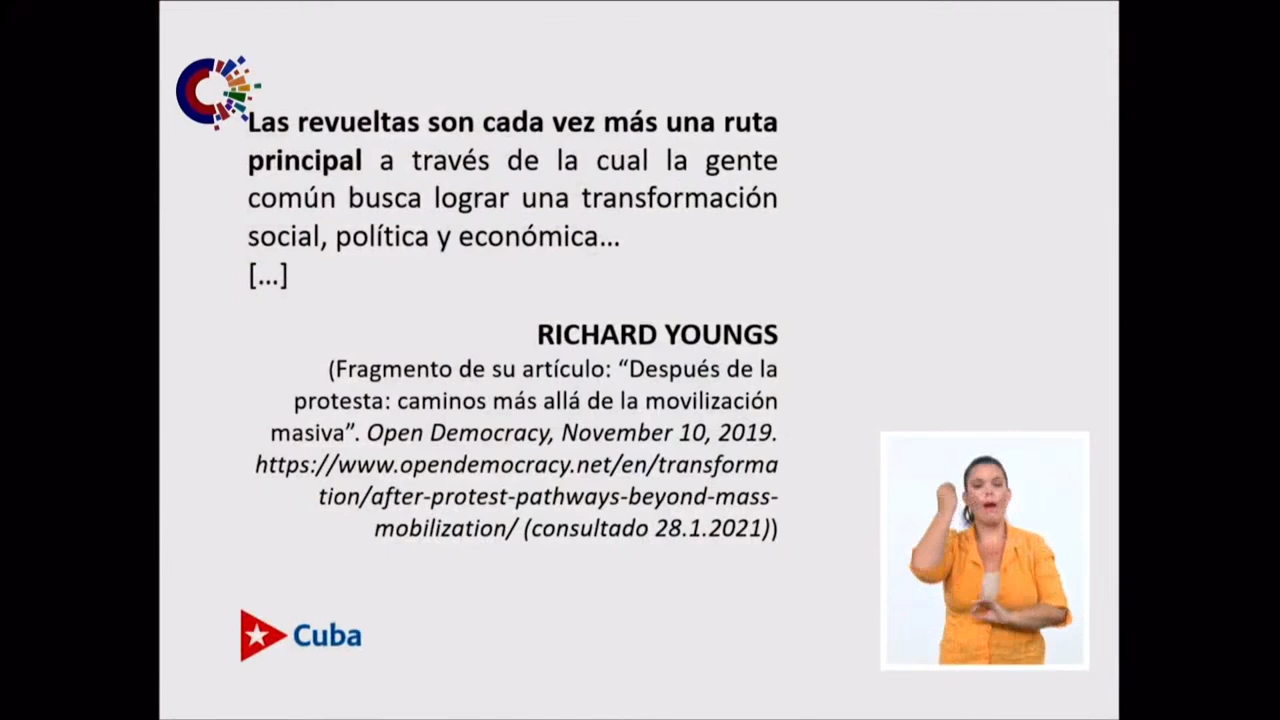 Las revueltas son cada vez más una ruta
principal a través de la cual la gente
común busca lograr una transformación
social, política y económica...
[...]
RICHARD YOUNGS
(Fragmento de su artículo: “Después de la
protesta: caminos más allá de la movilización
masiva”. Open Democracy, November 10, 2019.
https://www.opendemocracy.net/en/transforma
tion/after-protest-pathways-beyond-mass-
mobilization/ (consultado 28.1.2021))
Cuba